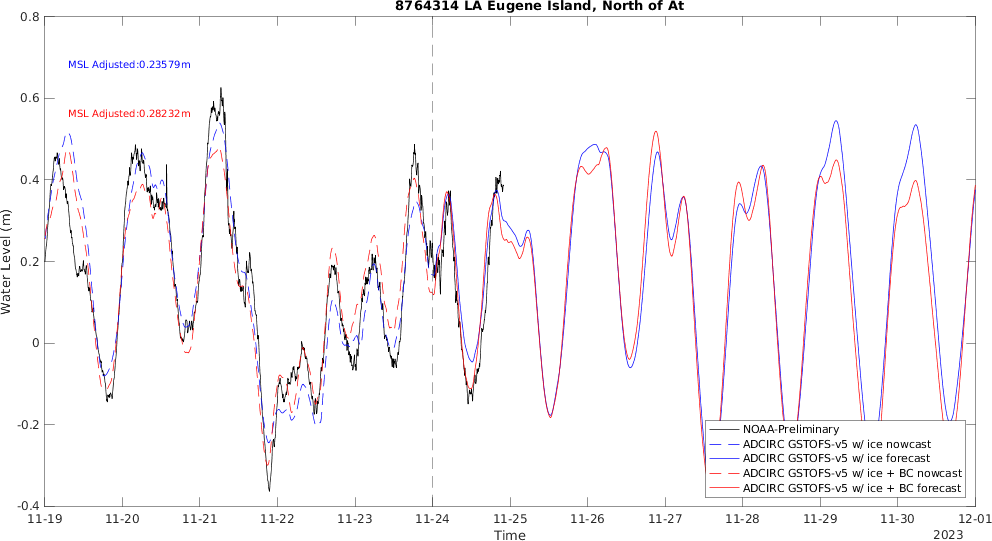 8764314 LA Eugene Island, North of At
0.8
0.6
0.4
0.2
0
-0.2
-0.4
Water Level (m)
MSL Adjusted:0.23579m
MSL Adjusted:0.28232m
NOAA-Preliminary
ADCIRC GSTOFS-v5 w/ ice nowcast
ADCIRC GSTOFS-v5 w/ ice forecast
ADCIRC GSTOFS-v5 w/ ice + BC nowcast
ADCIRC GSTOFS-v5 w/ ice + BC forecast
11-19 11-20 11-21 11-22 11-23 11-24 11-25 11-26 11-27 11-28 11-29 11-30 12-01
Time
2023